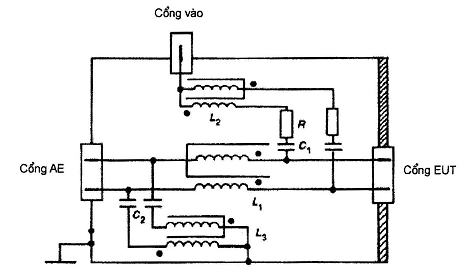 Cổng vào
L2
R
C1
Cổng AE
Cổng EUT
L1
C2
L3